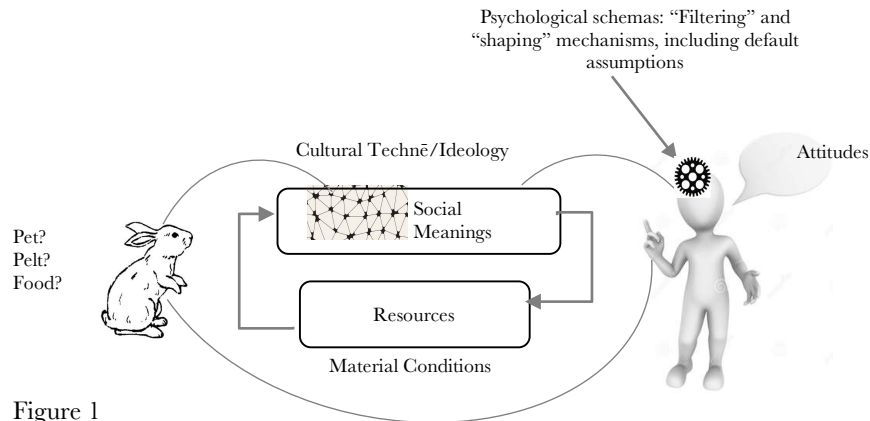 Psychological schemas: “Filtering” and
“shaping” mechanisms, including default
assumptions
Cultural Technē/Ideology
Attitudes
Social
Meanings
Pet?
Pelt?
Food?
Resources
Material Conditions
Figure 1